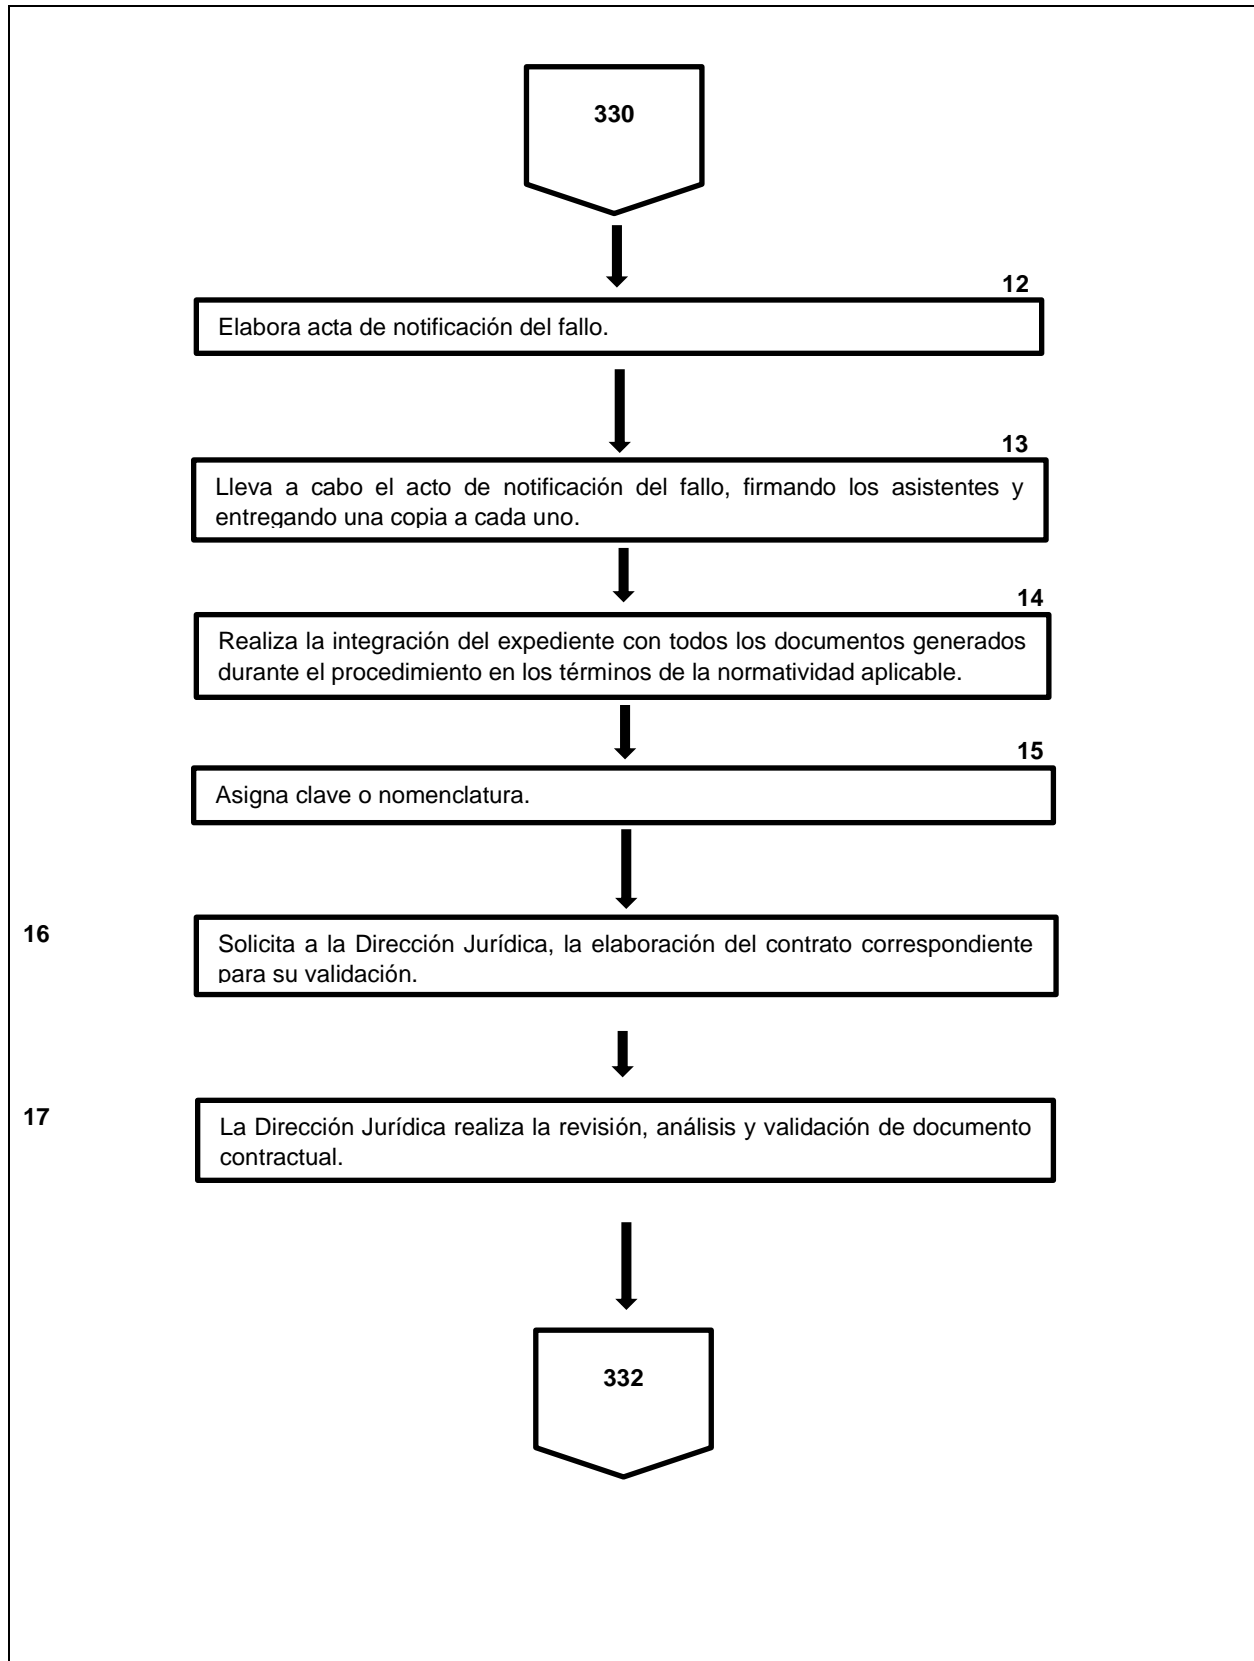 330
12
Elabora acta de notificación del fallo.
13
Lleva a cabo el acto de notificación del fallo, firmando los asistentes y
entregando una copia a cada uno.
14
Realiza la integración del expediente con todos los documentos generados
durante el procedimiento en los términos de la normatividad aplicable.
15
Asigna clave o nomenclatura.
16
Solicita a la Dirección Jurídica, la elaboración del contrato correspondiente
para su validación.
17
La Dirección Jurídica realiza la revisión, análisis y validación de documento
contractual.
332